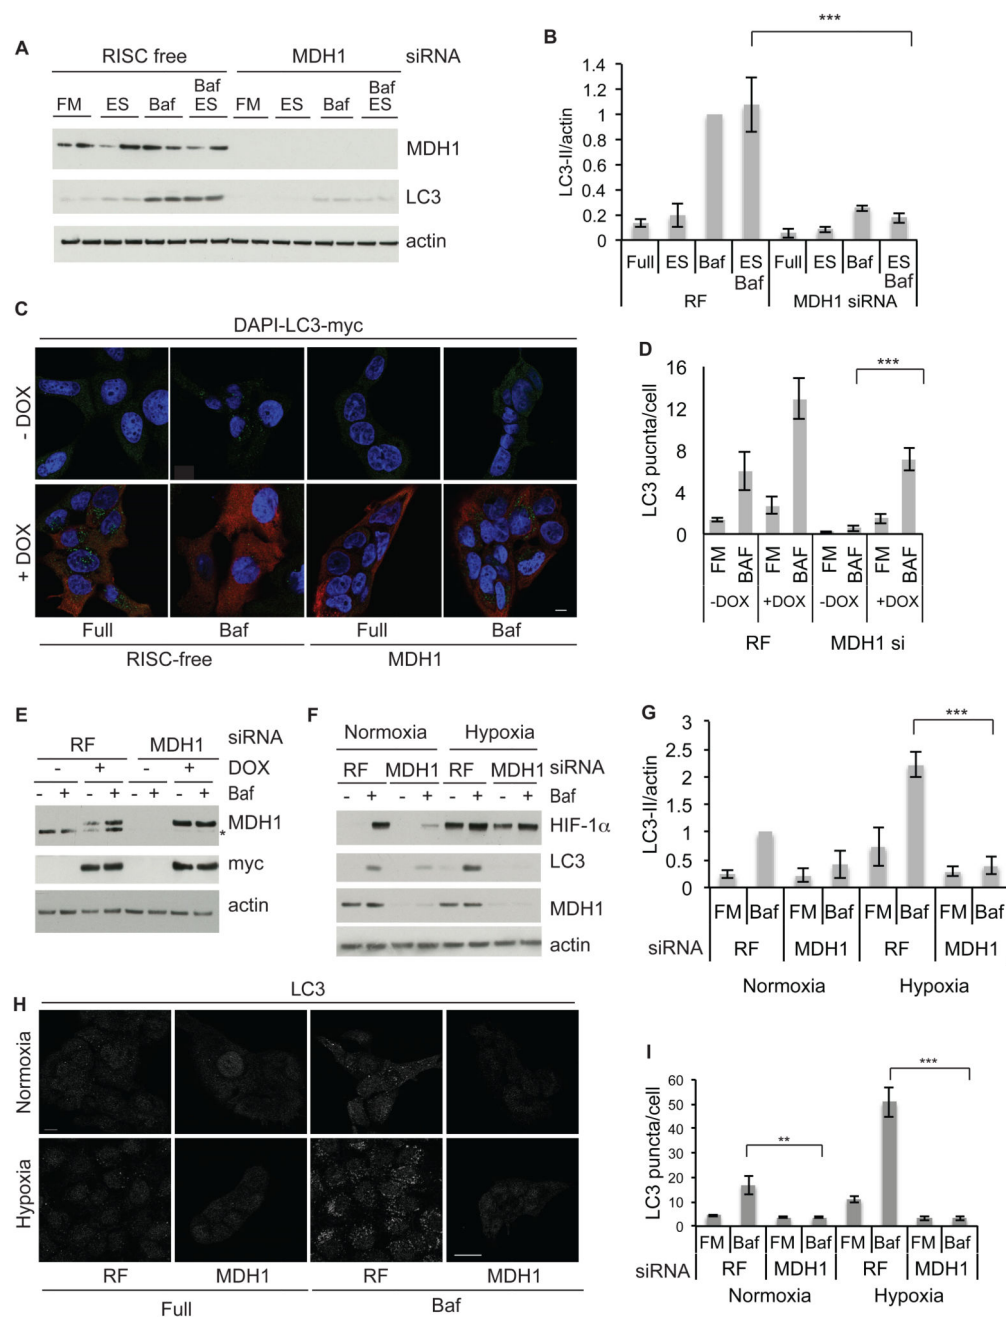 A
RISC free MDH1 siRNA
FM ES Baf Baf ES FM ES Baf Baf ES
MDH1
LC3
actin
B
***
LC3-II/actin
1.4
1.2
1
0.8
0.6
0.4
0.2
0
Full ES Baf ES Baf Full ES Baf ES Baf
RF MDH1 siRNA
C
DAPI-LC3-myc
- DOX
+ DOX
Full Baf Full Baf
RISC-free MDH1
D
***
LC3 pucnta/cell
16
12
8
4
0
FM BAF FM BAF FM BAF FM BAF
-DOX +DOX -DOX +DOX
RF MDH1 si
E
RF MDH1 siRNA
- + - + DOX
- + - + - + - + Baf
MDH1
*
myc
actin
F
Normoxia Hypoxia
RF MDH1 RF MDH1 siRNA
- + - + - + - + Baf
HIF-1α
LC3
MDH1
actin
G
***
LC3-II/actin
3
2.5
2
1.5
1
0.5
0
FM Baf FM Baf FM Baf FM Baf
siRNA RF MDH1 RF MDH1
Normoxia Hypoxia
H
LC3
Normoxia
Hypoxia
RF MDH1 RF MDH1
Full Baf
I
***
**
LC3 puncta/cell
60
50
40
30
20
10
0
FM Baf FM Baf FM Baf FM Baf
siRNA RF MDH1 RF MDH1
Normoxia Hypoxia